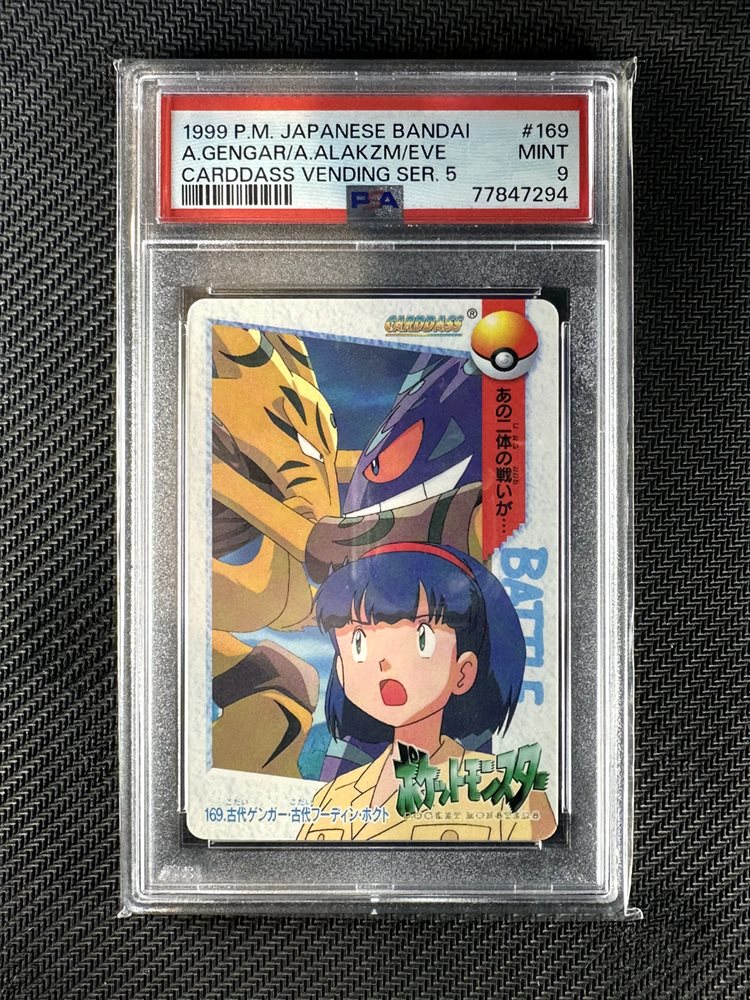 1999 P.M. JAPANESE BANDAI #169
A.GENGAR/A.ALAKZM/EVE MINT
CARDDASS VENDING SER. 5 9
PSA 77847294
CARDDASS®
あの二体の戦いが…
BATTLE
ポケットモンスター
POCKET MONSTERS
169.古代ゲンガー・古代フーディン・ホクト